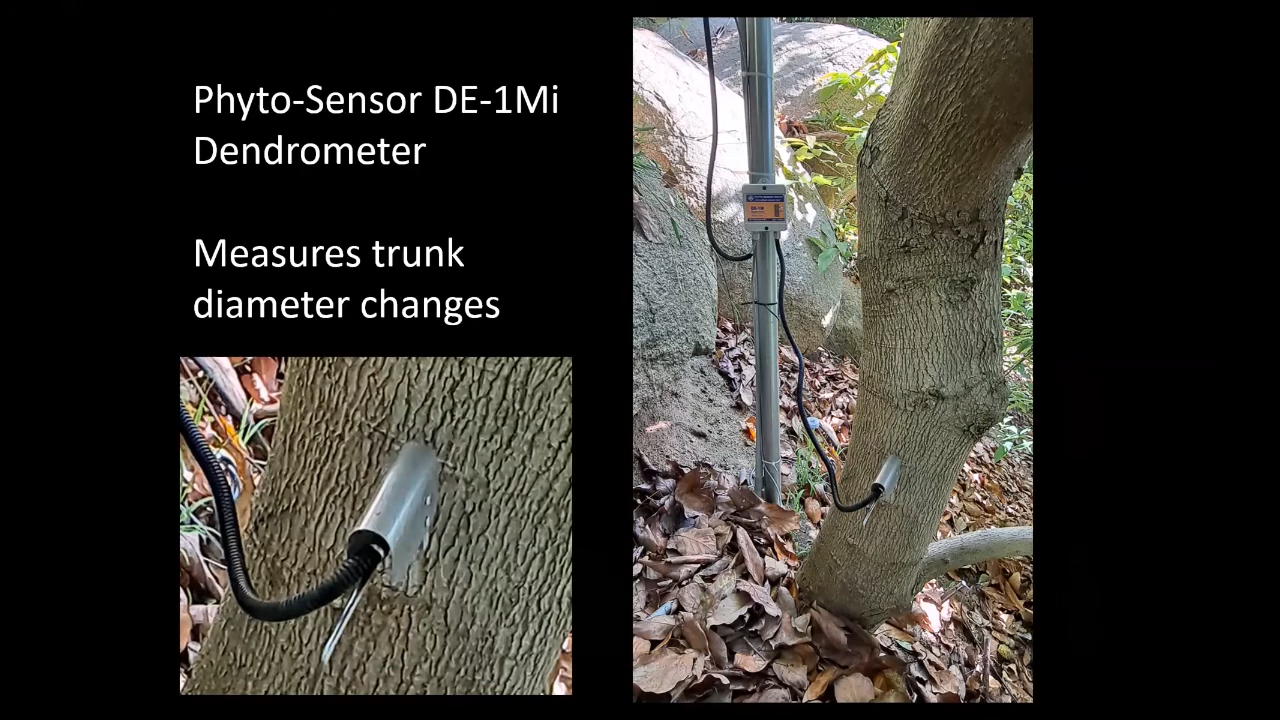 Phyto-Sensor DE-1Mi
Dendrometer
Measures trunk
diameter changes